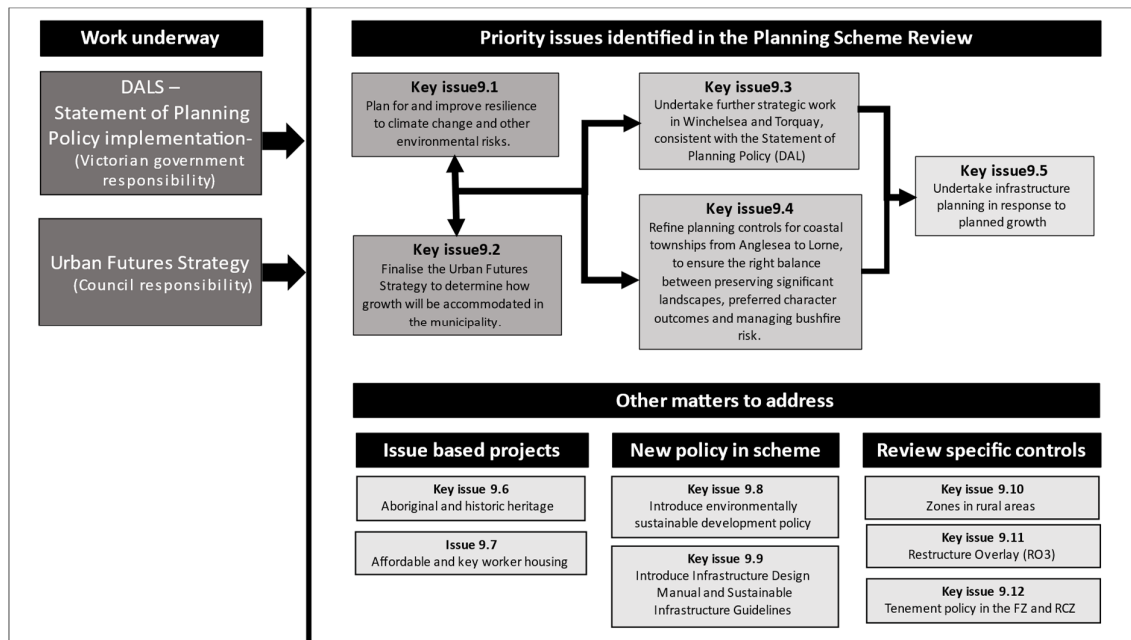 Work underway
DALS –
Statement of Planning
Policy implementation-
(Victorian government
responsibility)
Urban Futures Strategy
(Council responsibility)
Priority issues identified in the Planning Scheme Review
Key issue9.1
Plan for and improve resilience
to climate change and other
environmental risks.
Key issue9.2
Finalise the Urban Futures
Strategy to determine how
growth will be accommodated in
the municipality.
Key issue9.3
Undertake further strategic work
in Winchelsea and Torquay,
consistent with the Statement of
Planning Policy (DAL)
Key issue9.4
Refine planning controls for coastal
townships from Anglesea to Lorne,
to ensure the right balance
between preserving significant
landscapes, preferred character
outcomes and managing bushfire
risk.
Key issue9.5
Undertake infrastructure
planning in response to
planned growth
Other matters to address
Issue based projects
Key issue 9.6
Aboriginal and historic heritage
Issue 9.7
Affordable and key worker housing
New policy in scheme
Key issue 9.8
Introduce environmentally
sustainable development policy
Key issue 9.9
Introduce Infrastructure Design
Manual and Sustainable
Infrastructure Guidelines
Review specific controls
Key issue 9.10
Zones in rural areas
Key issue 9.11
Restructure Overlay (RO3)
Key issue 9.12
Tenement policy in the FZ and RCZ